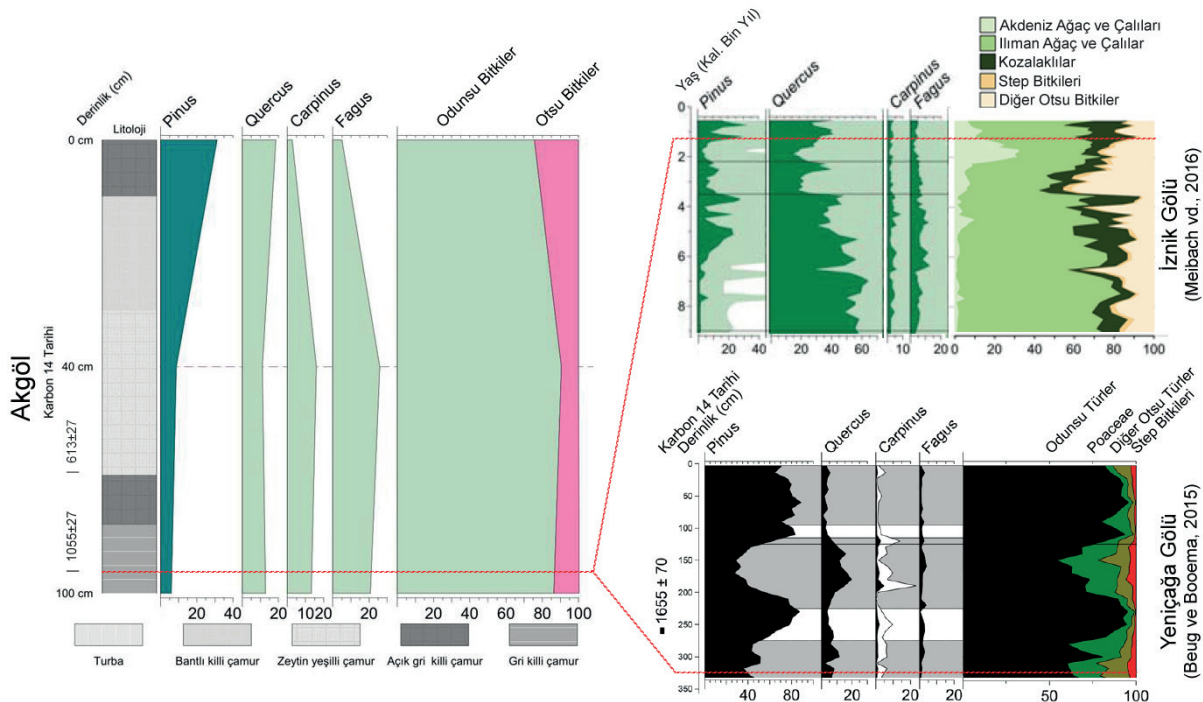 Akgöl
Karbon 14 Tarihi
Derinlik (cm)
Litoloji
Pinus
Quercus
Carpinus
Fagus
Odunsu Bitkiler
Otsu Bitkiler
0 cm
40 cm
100 cm
613±27
1055±27
20 40
20
10 20
20
0 20 40 60 80 100
Turba
Bantlı killi çamur
Zeytin yeşilli çamur
Açık gri killi çamur
Gri killi çamur
Akdeniz Ağaç ve Çalıları
Ilıman Ağaç ve Çalılar
Kozalaklılar
Step Bitkileri
Diğer Otsu Bitkiler
Yaş (Kal. Bin Yıl)
Pinus
Quercus
Carpinus
Fagus
0
2
4
6
8
0 20 40
20 40 60
10
20
0 20 40 60 80 100
İznik Gölü
(Meibach vd., 2016)
Karbon 14 Tarihi
Derinlik (cm)
Pinus
Quercus
Carpinus
Fagus
Odunsu Türler
Poaceae
Diğer Otsu Türler
Step Bitkileri
0
50
100
150
200
250
300
350
1655 ± 70
40 80
20
20
20
50 100
Yeniçağa Gölü
(Beug ve Booema, 2015)